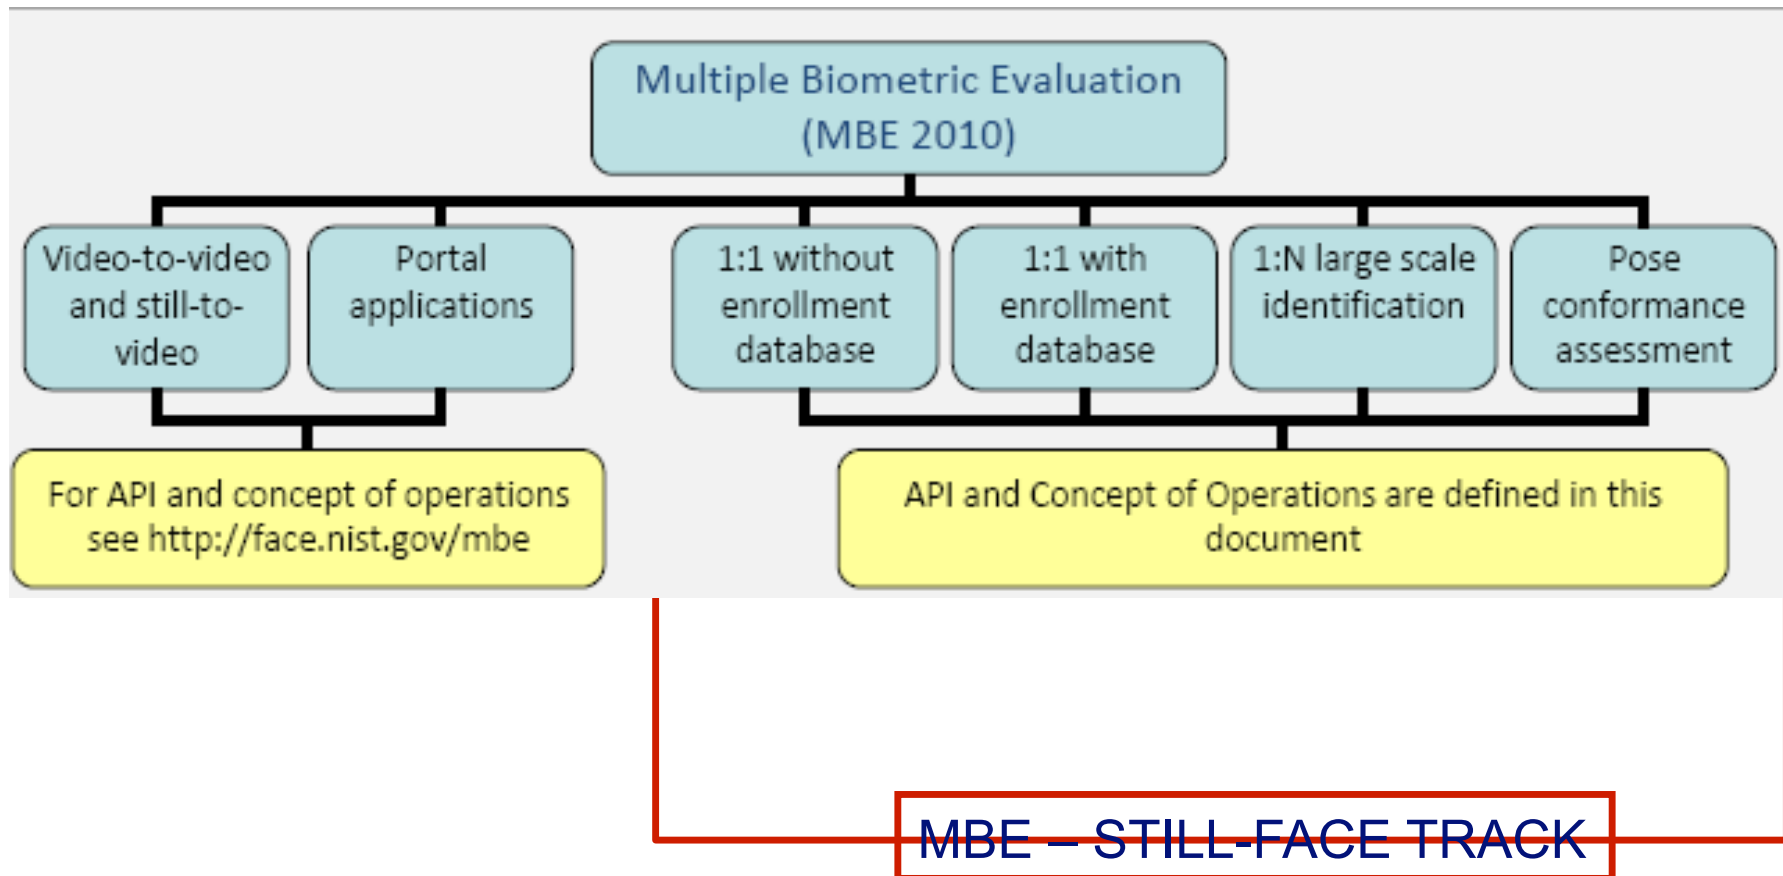 Multiple Biometric Evaluation
(MBE 2010)
Video-to-video
and still-to-
video
Portal
applications
1:1 without
enrollment
database
1:1 with
enrollment
database
1:N large scale
identification
Pose
conformance
assessment
For API and concept of operations
see http://face.nist.gov/mbe
API and Concept of Operations are defined in this
document
MBE – STILL-FACE TRACK